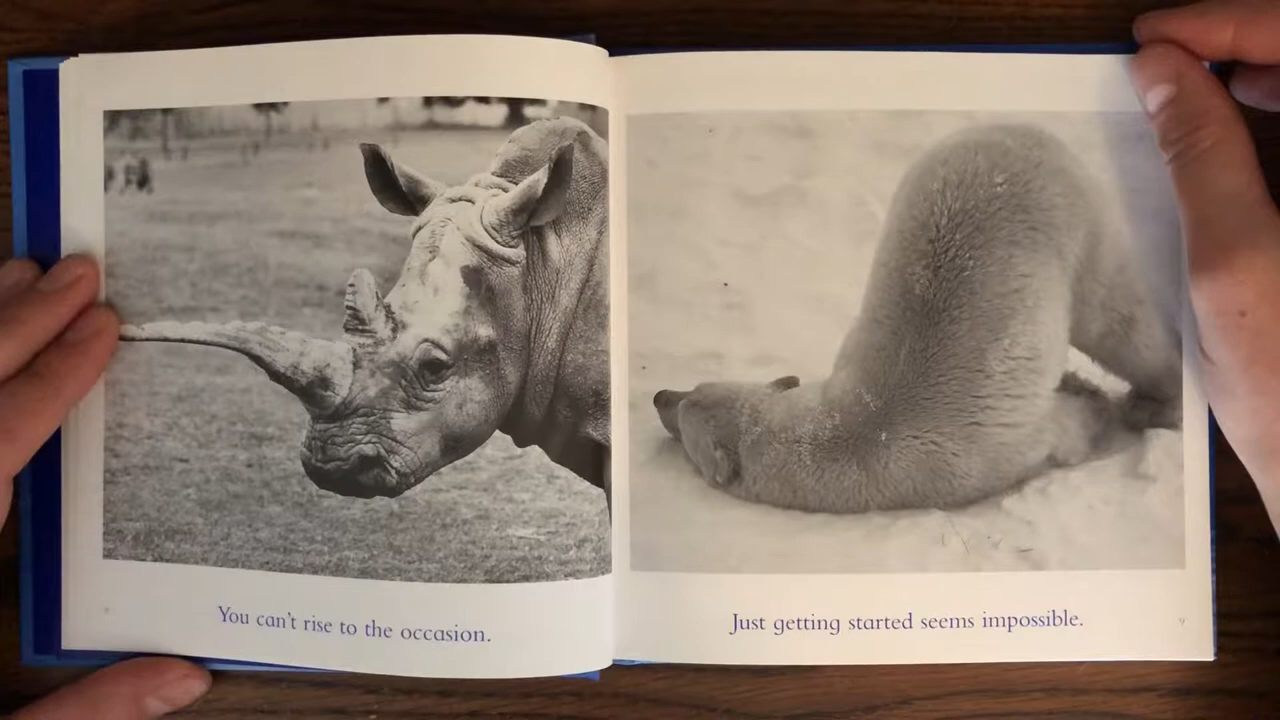 You can't rise to the occasion.
Just getting started seems impossible.